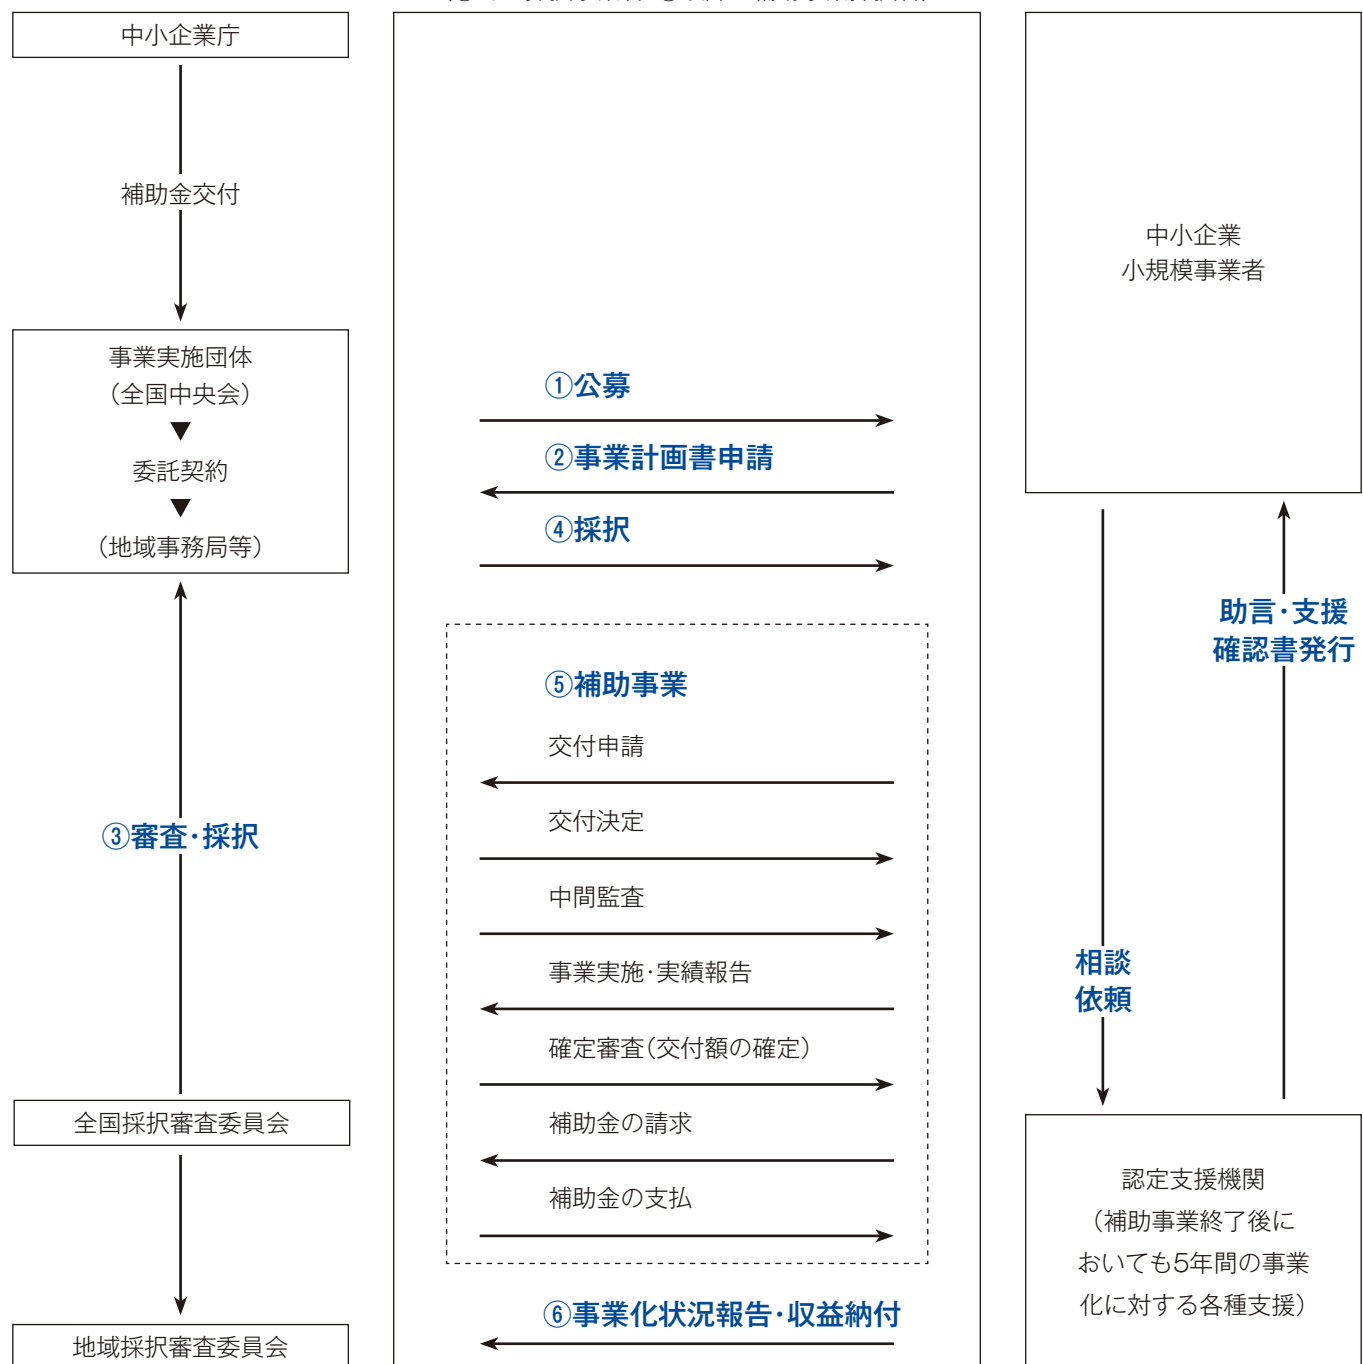 中小企業庁
補助金交付
事業実施団体
（全国中央会）
▼
委託契約
▼
（地域事務局等）
③審査・採択
全国採択審査委員会
地域採択審査委員会
①公募
②事業計画書申請
④採択
⑤補助事業
交付申請
交付決定
中間監査
事業実施・実績報告
確定審査（交付額の確定）
補助金の請求
補助金の支払
⑥事業化状況報告・収益納付
中小企業
小規模事業者
助言・支援
確認書発行
相談
依頼
認定支援機関
（補助事業終了後に
おいても5年間の事業
化に対する各種支援）